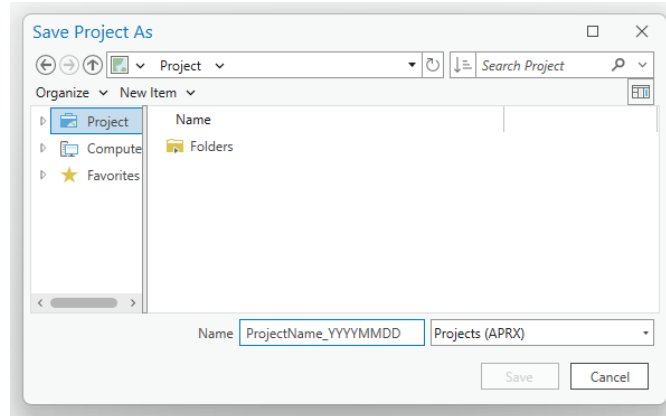 Save Project As
Project
Search Project
Organize New Item
Project
Compute
Favorites
Name
Folders
Name ProjectName_YYYYMMDD Projects (APRX)
Save Cancel